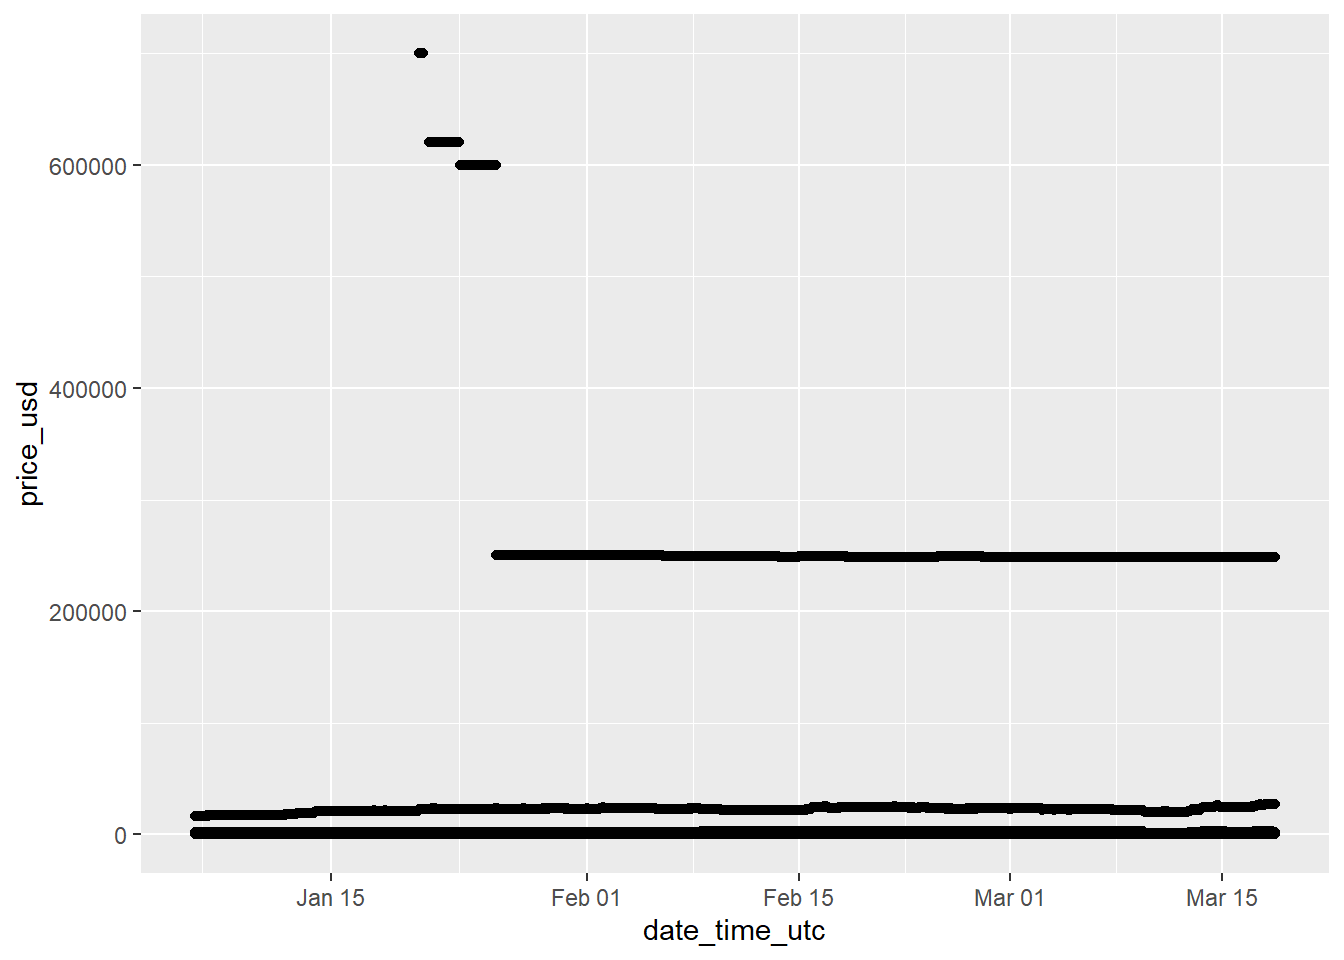 price_usd
600000
400000
200000
0
Jan 15
Feb 01
Feb 15
Mar 01
Mar 15
date_time_utc